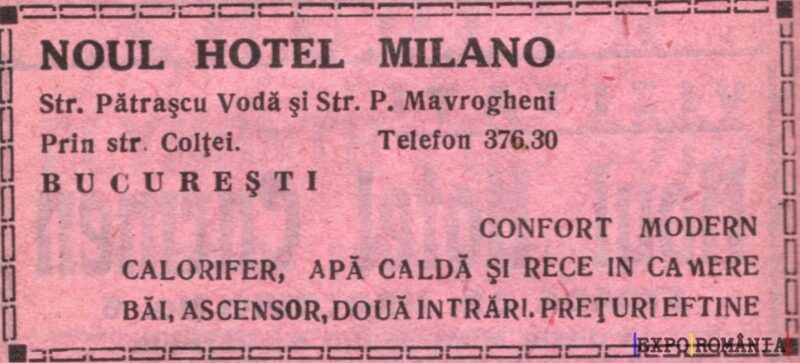 NOUL HOTEL MILANO
Str. Pătraşcu Vodă şi Str. P. Mavrogheni
Prin str. Colţei. Telefon 376.30
BUCUREŞTI
CONFORT MODERN
CALORIFER, APĂ CALDĂ ŞI RECE IN CAMERE
BĂI, ASCENSOR, DOUĂ INTRĂRI. PREŢURI EFTINE
EXPO ROMÂNIA